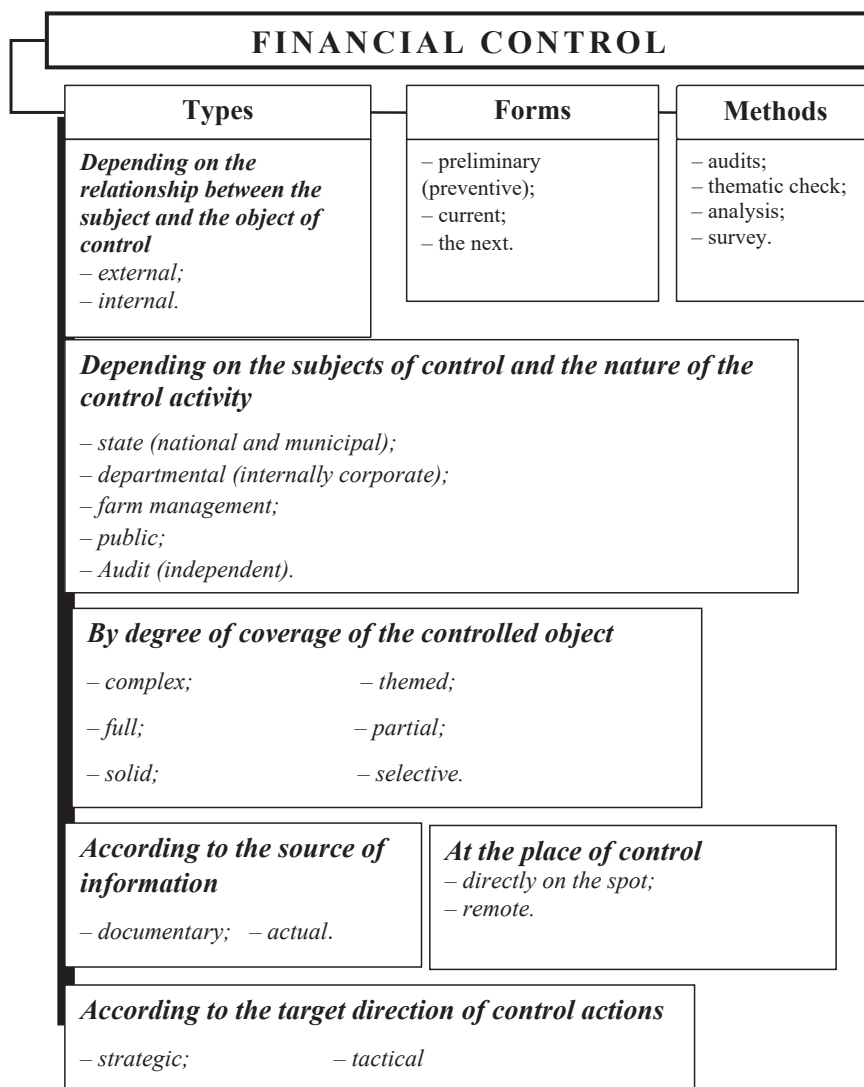 FINANCIAL CONTROL
Types
Forms
Methods
Depending on the
relationship between the
subject and the object of
control
– external;
– internal.
– preliminary
(preventive);
– current;
– the next.
– audits;
– thematic check;
– analysis;
– survey.
Depending on the subjects of control and the nature of the
control activity
– state (national and municipal);
– departmental (internally corporate);
– farm management;
– public;
– Audit (independent).
By degree of coverage of the controlled object
– complex; – themed;
– full; – partial;
– solid; – selective.
According to the source of
information
– documentary; – actual.
At the place of control
– directly on the spot;
– remote.
According to the target direction of control actions
– strategic; – tactical